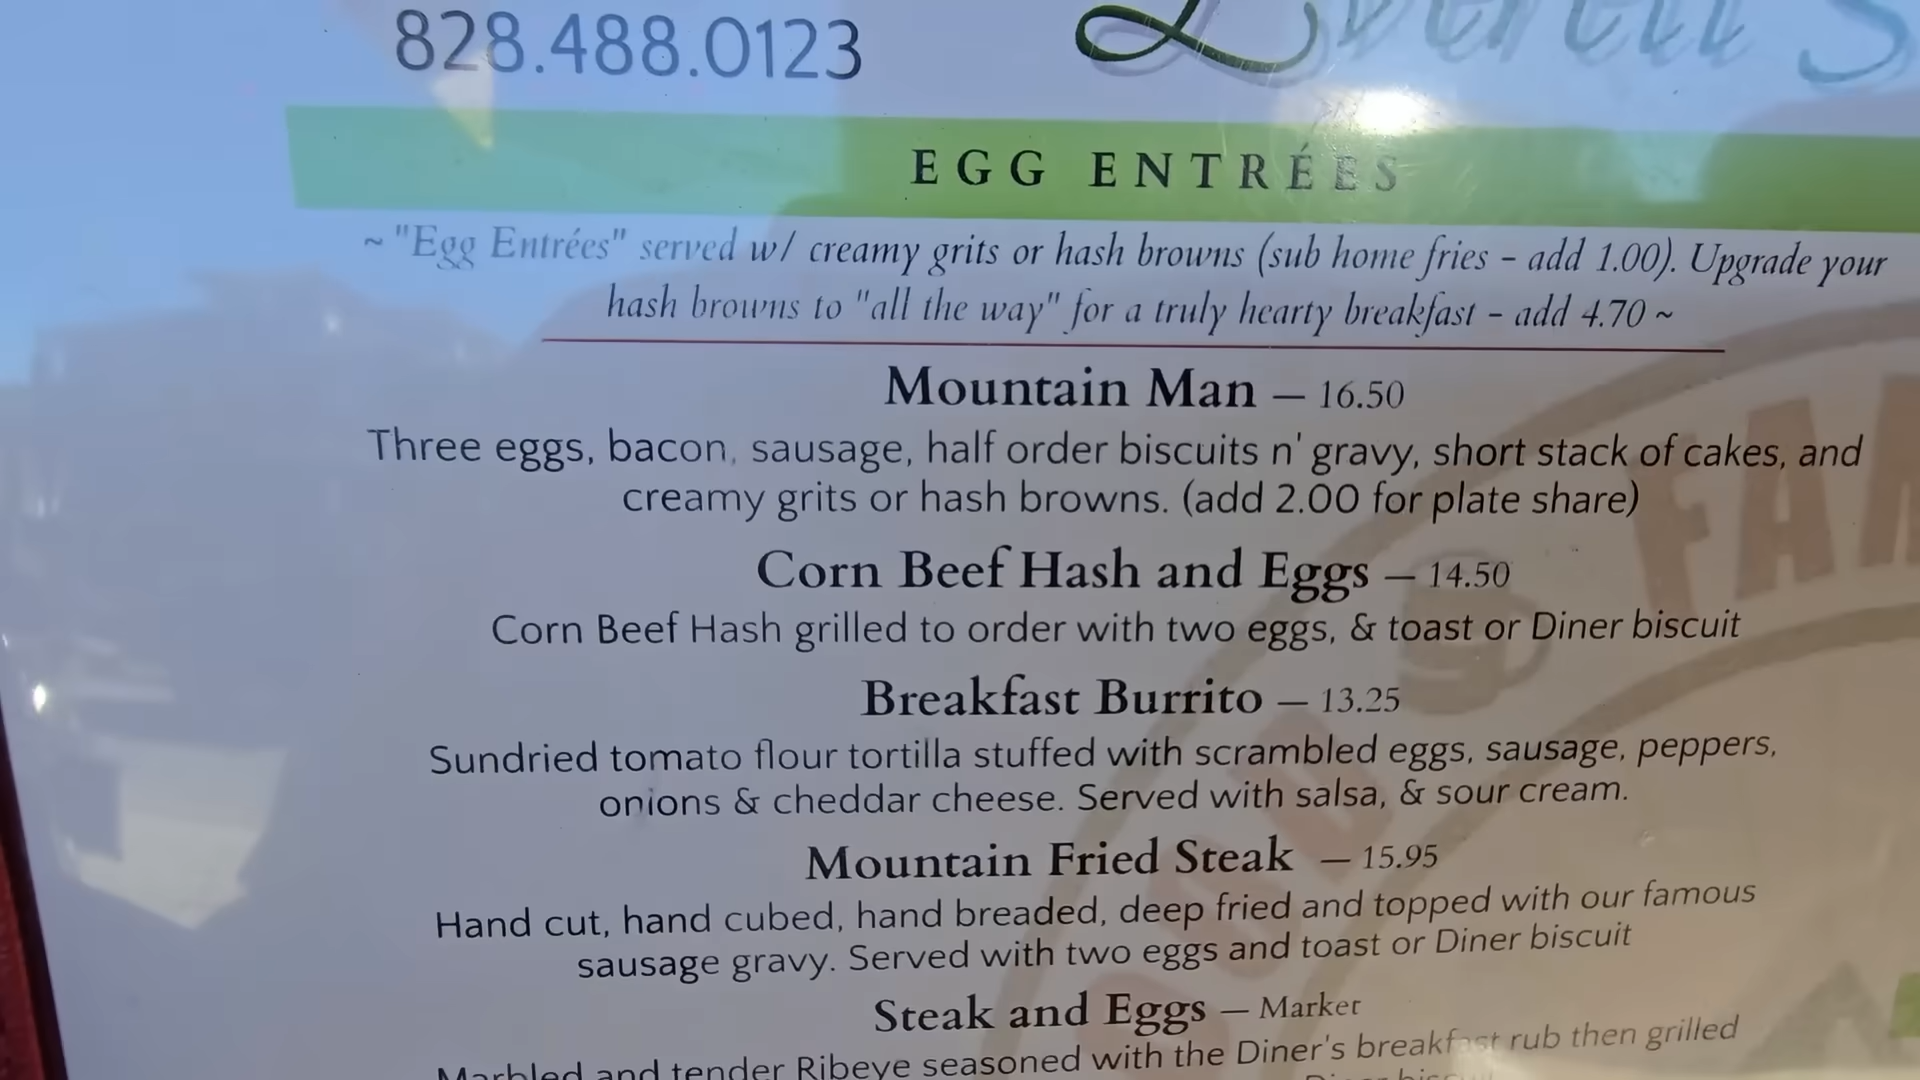 828.488.0123
EGG ENTRÉES
~ "Egg Entrées" served w/ creamy grits or hash browns (sub home fries - add 1.00). Upgrade your
hash browns to "all the way" for a truly hearty breakfast - add 4.70 ~
Mountain Man — 16.50
Three eggs, bacon, sausage, half order biscuits n' gravy, short stack of cakes, and
creamy grits or hash browns. (add 2.00 for plate share)
Corn Beef Hash and Eggs — 14.50
Corn Beef Hash grilled to order with two eggs, & toast or Diner biscuit
Breakfast Burrito — 13.25
Sundried tomato flour tortilla stuffed with scrambled eggs, sausage, peppers,
onions & cheddar cheese. Served with salsa, & sour cream.
Mountain Fried Steak — 15.95
Hand cut, hand cubed, hand breaded, deep fried and topped with our famous
sausage gravy. Served with two eggs and toast or Diner biscuit
Steak and Eggs — Market
Marbled and tender Ribeye seasoned with the Diner's breakfast rub then grilled